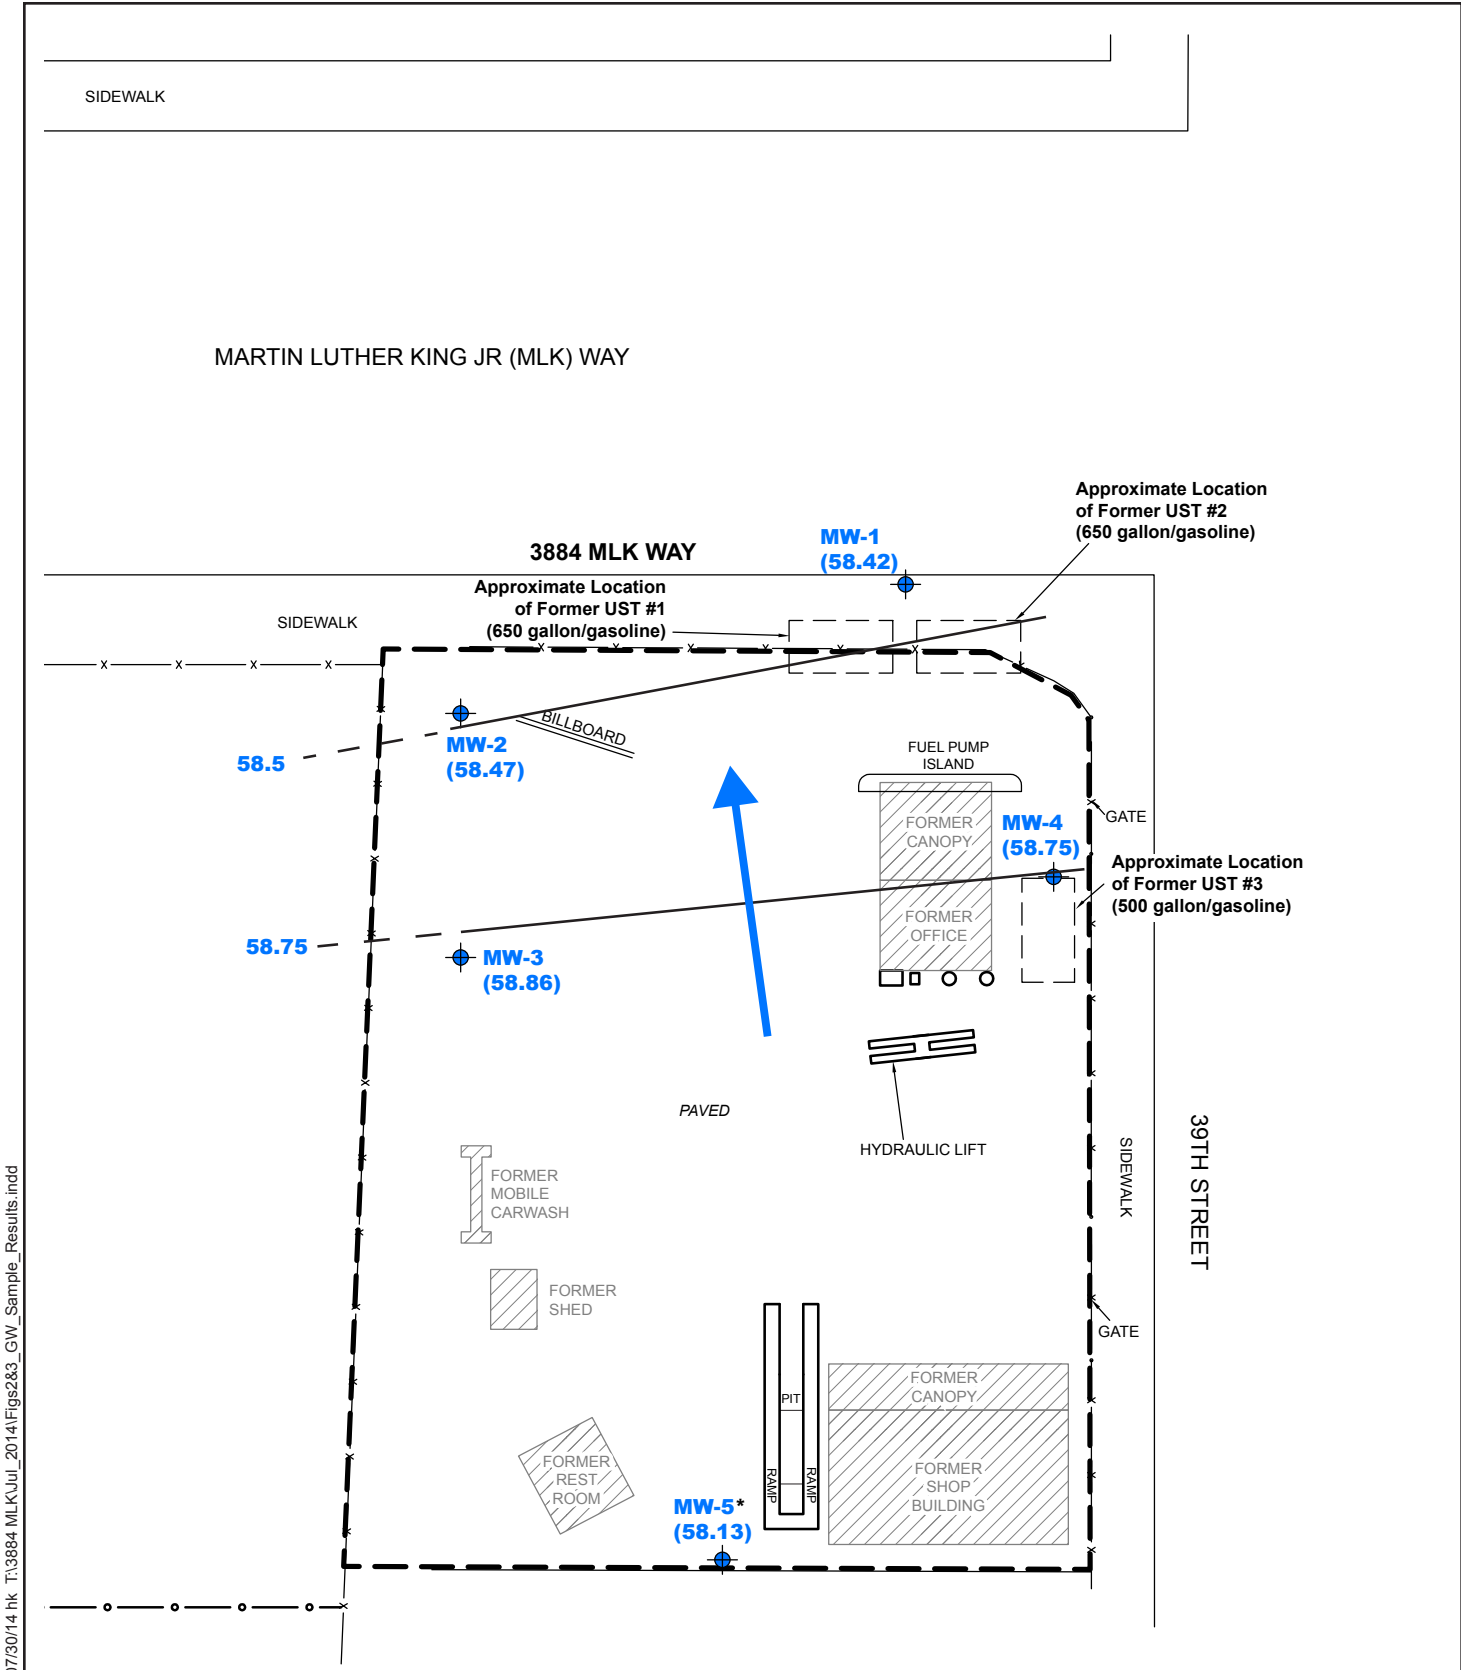 SIDEWALK
MARTIN LUTHER KING JR (MLK) WAY
Approximate Location
of Former UST #2
(650 gallon/gasoline)
MW-1
(58.42)
3884 MLK WAY
Approximate Location
of Former UST #1
(650 gallon/gasoline)
SIDEWALK
BILLBOARD
MW-2
(58.47)
58.5
FUEL PUMP
ISLAND
FORMER
CANOPY
MW-4
(58.75)
GATE
Approximate Location
of Former UST #3
(500 gallon/gasoline)
FORMER
OFFICE
58.75
MW-3
(58.86)
PAVED
HYDRAULIC LIFT
SIDEWALK
39TH STREET
FORMER
MOBILE
CARWASH
FORMER
SHED
GATE
FORMER
CANOPY
PIT
RAMP
RAMP
FORMER
SHOP
BUILDING
FORMER
REST
ROOM
MW-5*
(58.13)
07/30/14 hk T:\3884 MLK\Jul_2014\Figs2&3_GW_Sample_Results.indd